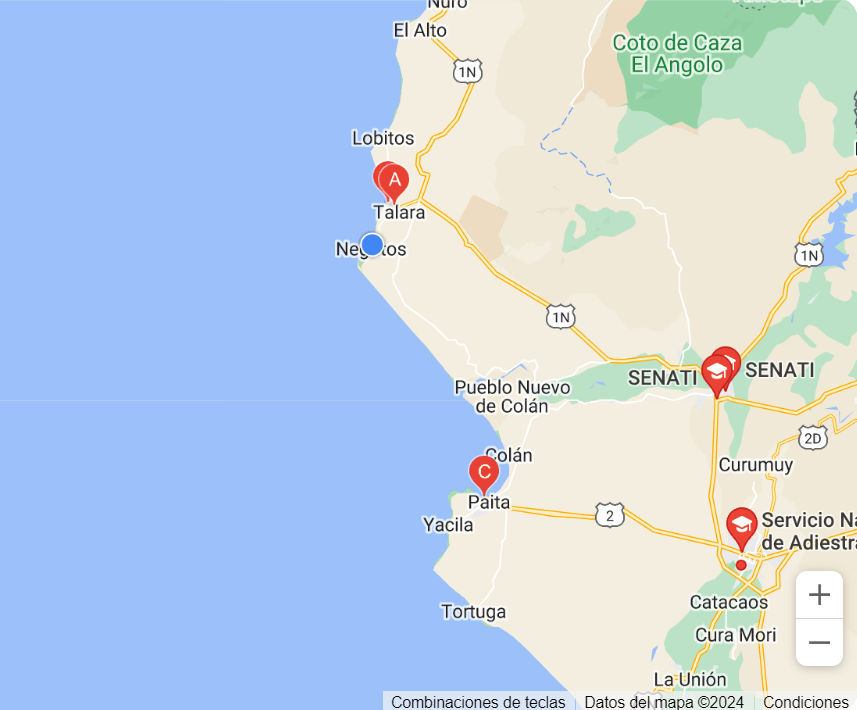 Nuro
El Alto
1N
Coto de Caza
El Angolo
Lobitos
A
Talara
1N
1N
SENATI
SENATI
Pueblo Nuevo
de Colán
2D
Colán
Curumuy
C
Paita
2
Yacila
Servicio Na
de Adiestra
Catacaos
Tortuga
Cura Mori
La Unión
Combinaciones de teclas
Datos del mapa ©2024
Condiciones